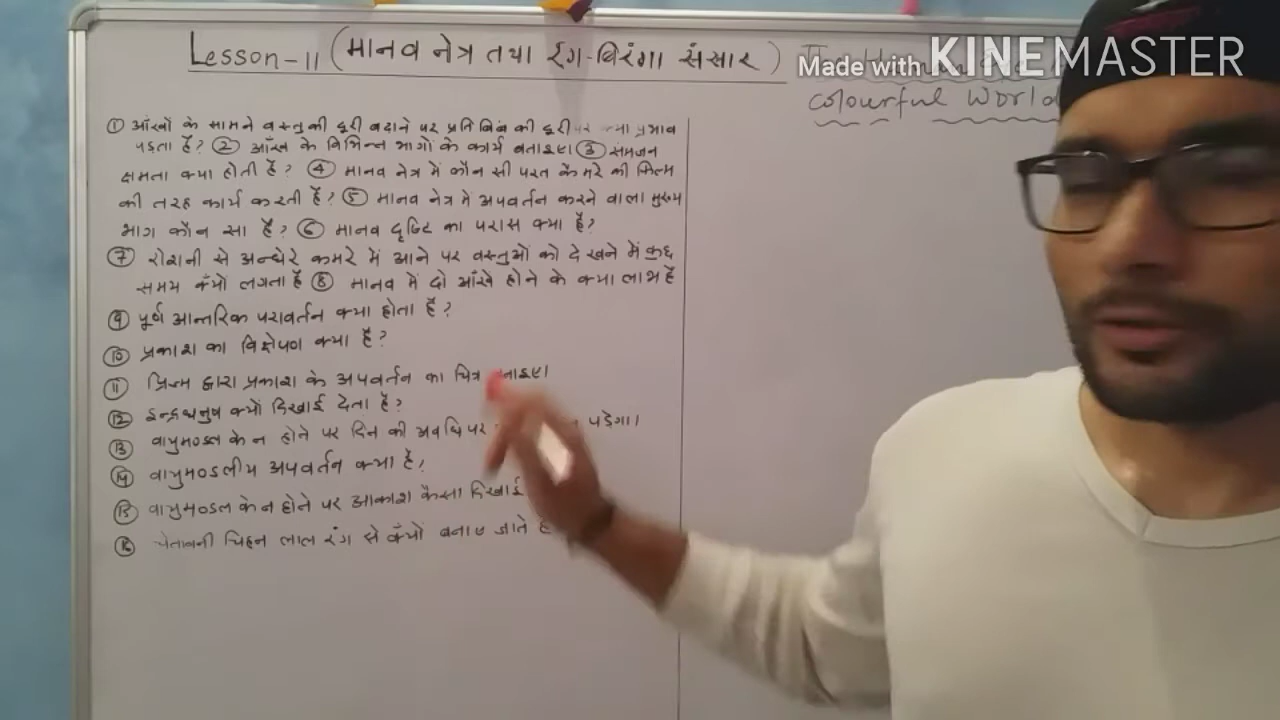 Lesson-11 (मानव नेत्र तथा रंग-बिरंगा संसार)
Made with KINEMASTER
colourful World
① आँखों के सामने वस्तु की दूरी बढ़ाने पर प्रतिबिंब की दूरी पर क्या प्रभाव
पड़ता है? ② आँख के विभिन्न भागों के कार्य बताइए। ③ समंजन
क्षमता क्या होती है? ④ मानव नेत्र में कौन सी परत कैमरे की फिल्म
की तरह कार्य करती है? ⑤ मानव नेत्र में अपवर्तन करने वाला मुख्य
भाग कौन सा है? ⑥ मानव दृष्टि का परास क्या है?
⑦ रोशनी से अन्धेरे कमरे में आने पर वस्तुओं को देखने में कुछ
समय क्यों लगता है ⑧ मानव में दो आँखे होने के क्या लाभ है
⑨ पूर्ण आन्तरिक परावर्तन क्या होता है?
⑩ प्रकाश का विक्षेपण क्या है?
⑪ प्रिज्म द्वारा प्रकाश के अपवर्तन का चित्र
⑫ इन्द्रधनुष क्यों दिखाई देता है?
⑬ वायुमण्डल के न होने पर दिन की अवधि पर पड़ेगा।
⑭ वायुमण्डलीय अपवर्तन क्या है?
⑮ वायुमण्डल के न होने पर आकाश कैसा दिखाई
⑯ चेतावनी चिहन लाल रंग से क्यों बनाए जाते